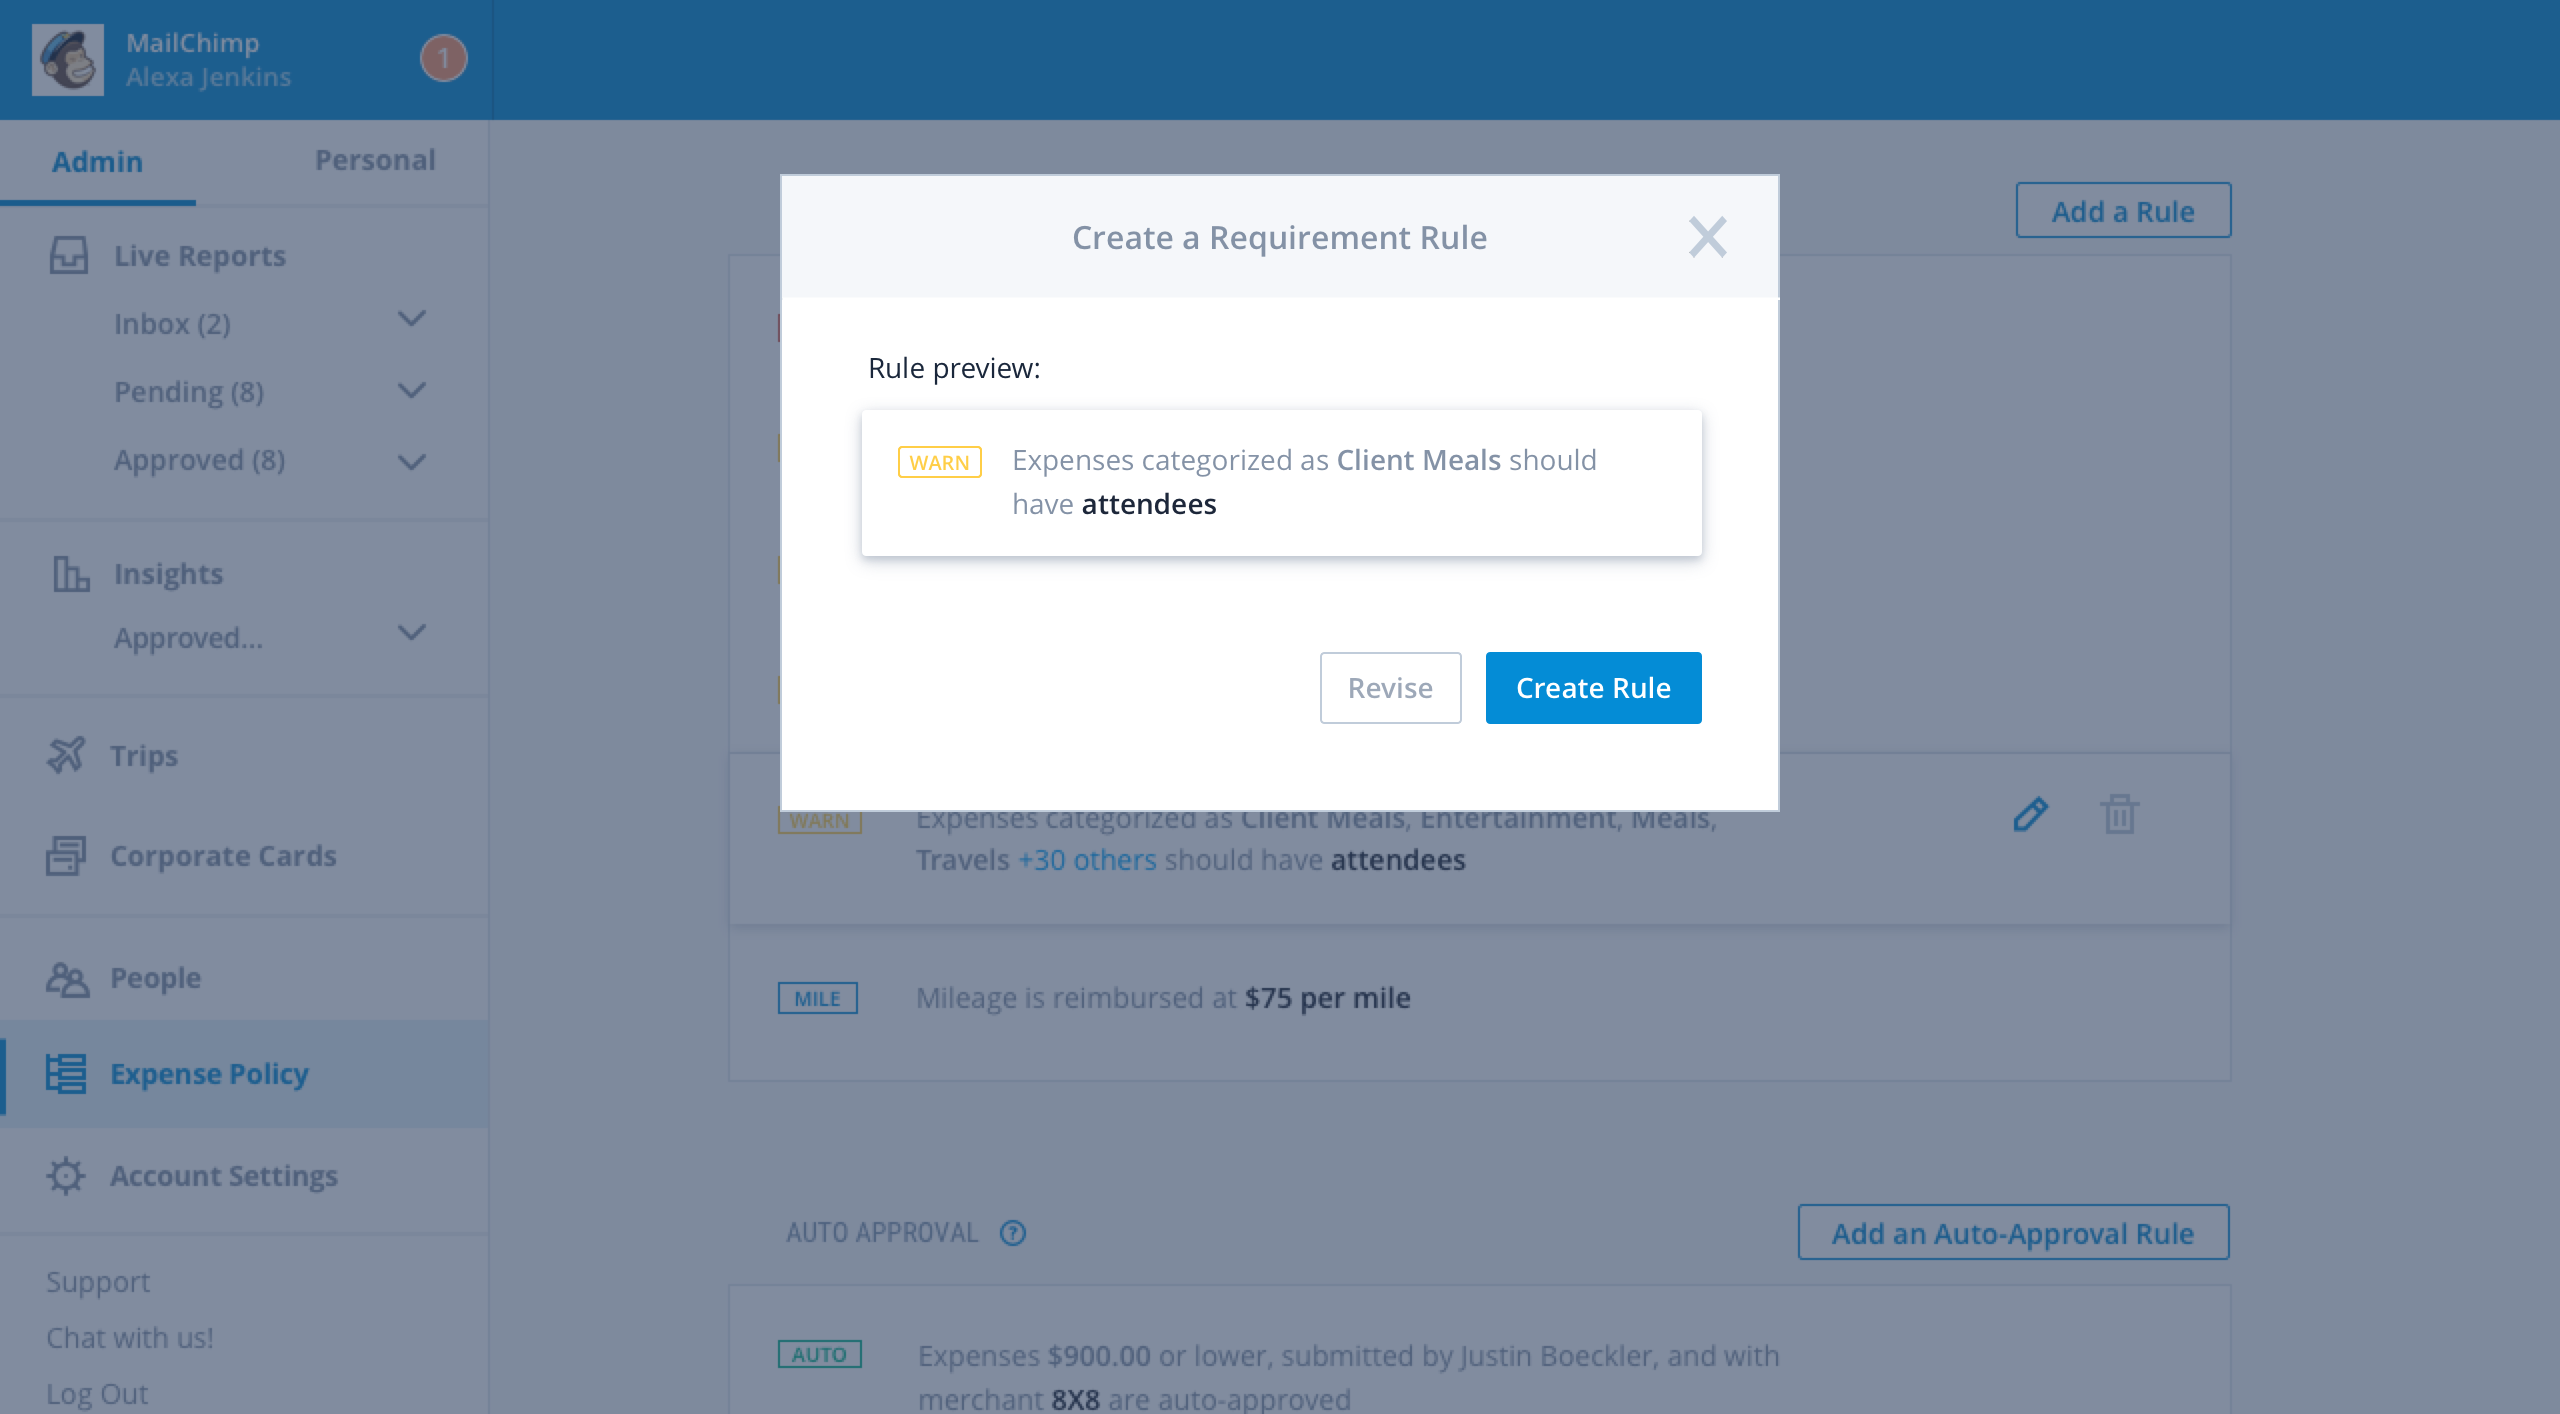 MailChimp
Alexa Jenkins
1
Admin
Personal
Live Reports
Inbox (2)
Pending (8)
Approved (8)
Insights
Approved...
Trips
Corporate Cards
People
Expense Policy
Account Settings
Support
Chat with us!
Log Out
Add a Rule
Create a Requirement Rule
Rule preview:
WARN
Expenses categorized as Client Meals should
have attendees
Revise
Create Rule
WARN
Expenses categorized as Client Meals, Entertainment, Meals,
Travels +30 others should have attendees
MILE
Mileage is reimbursed at $75 per mile
AUTO APPROVAL ?
Add an Auto-Approval Rule
AUTO
Expenses $900.00 or lower, submitted by Justin Boeckler, and with
merchant 8X8 are auto-approved